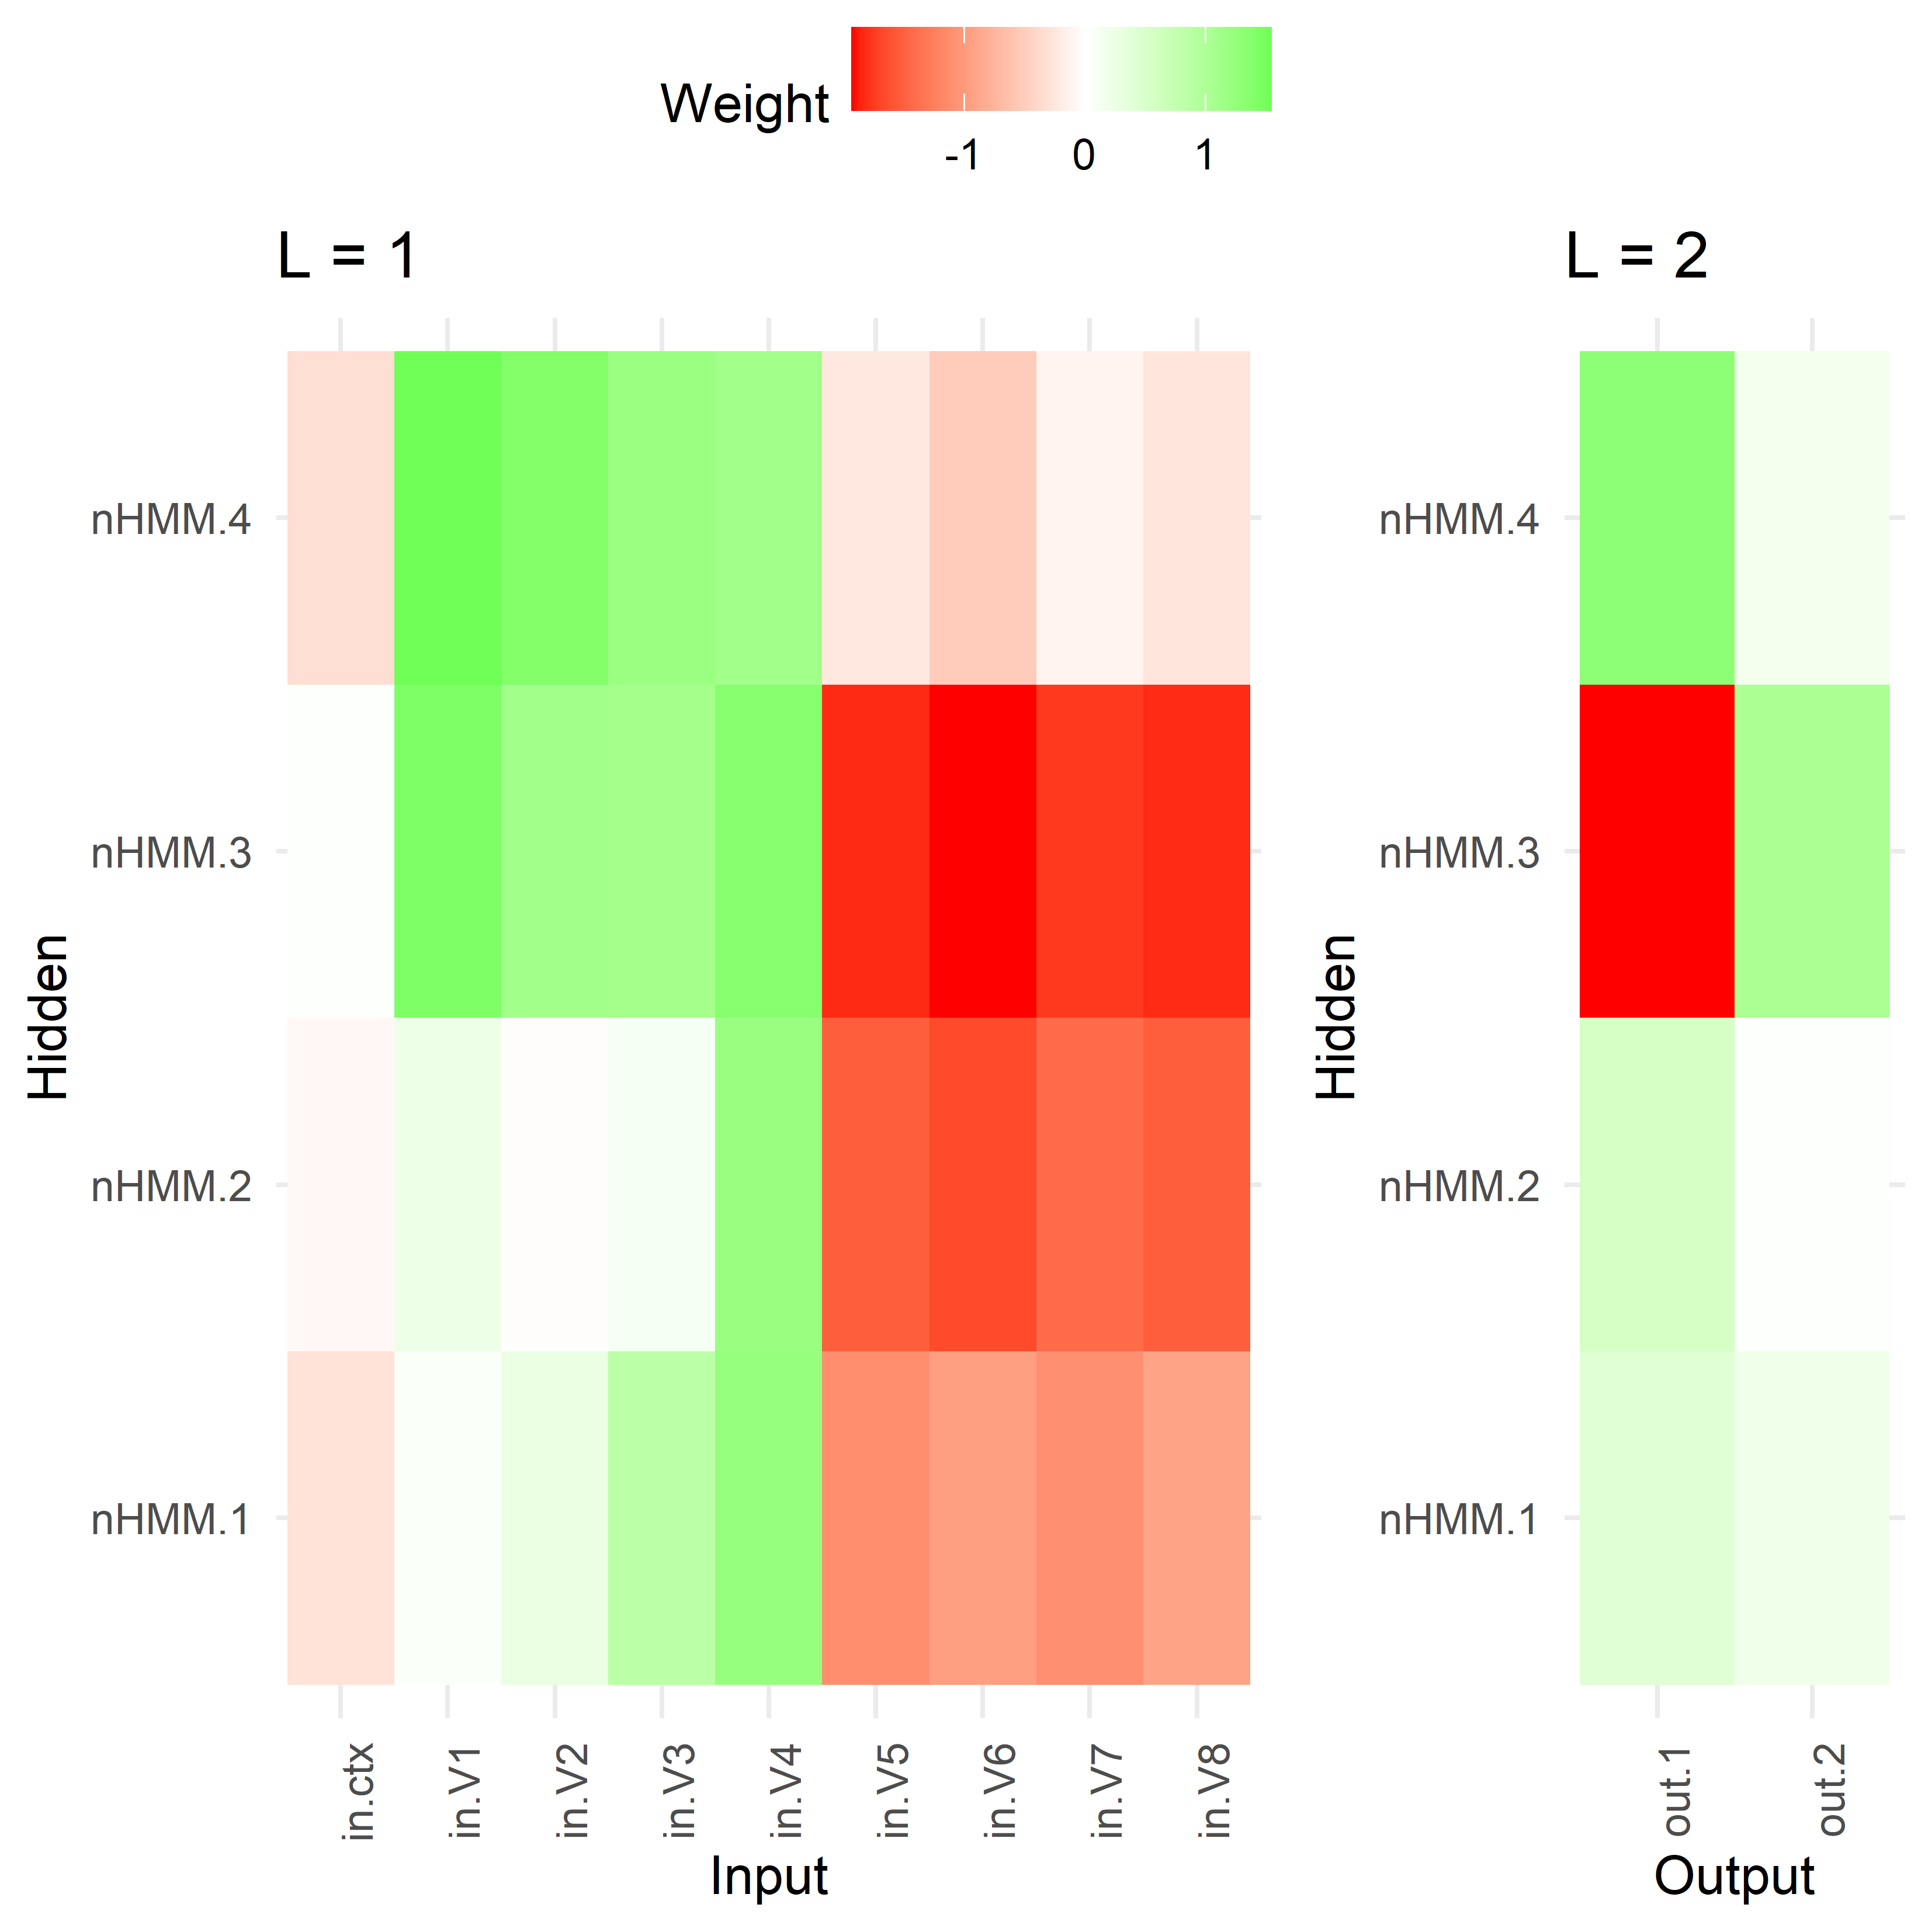 Weight
-1 0 1
L = 1
L = 2
nHMM.4
nHMM.3
nHMM.2
nHMM.1
Hidden
in.ctx
in.V1
in.V2
in.V3
in.V4
in.V5
in.V6
in.V7
in.V8
Input
nHMM.4
nHMM.3
nHMM.2
nHMM.1
Hidden
out.1
out.2
Output